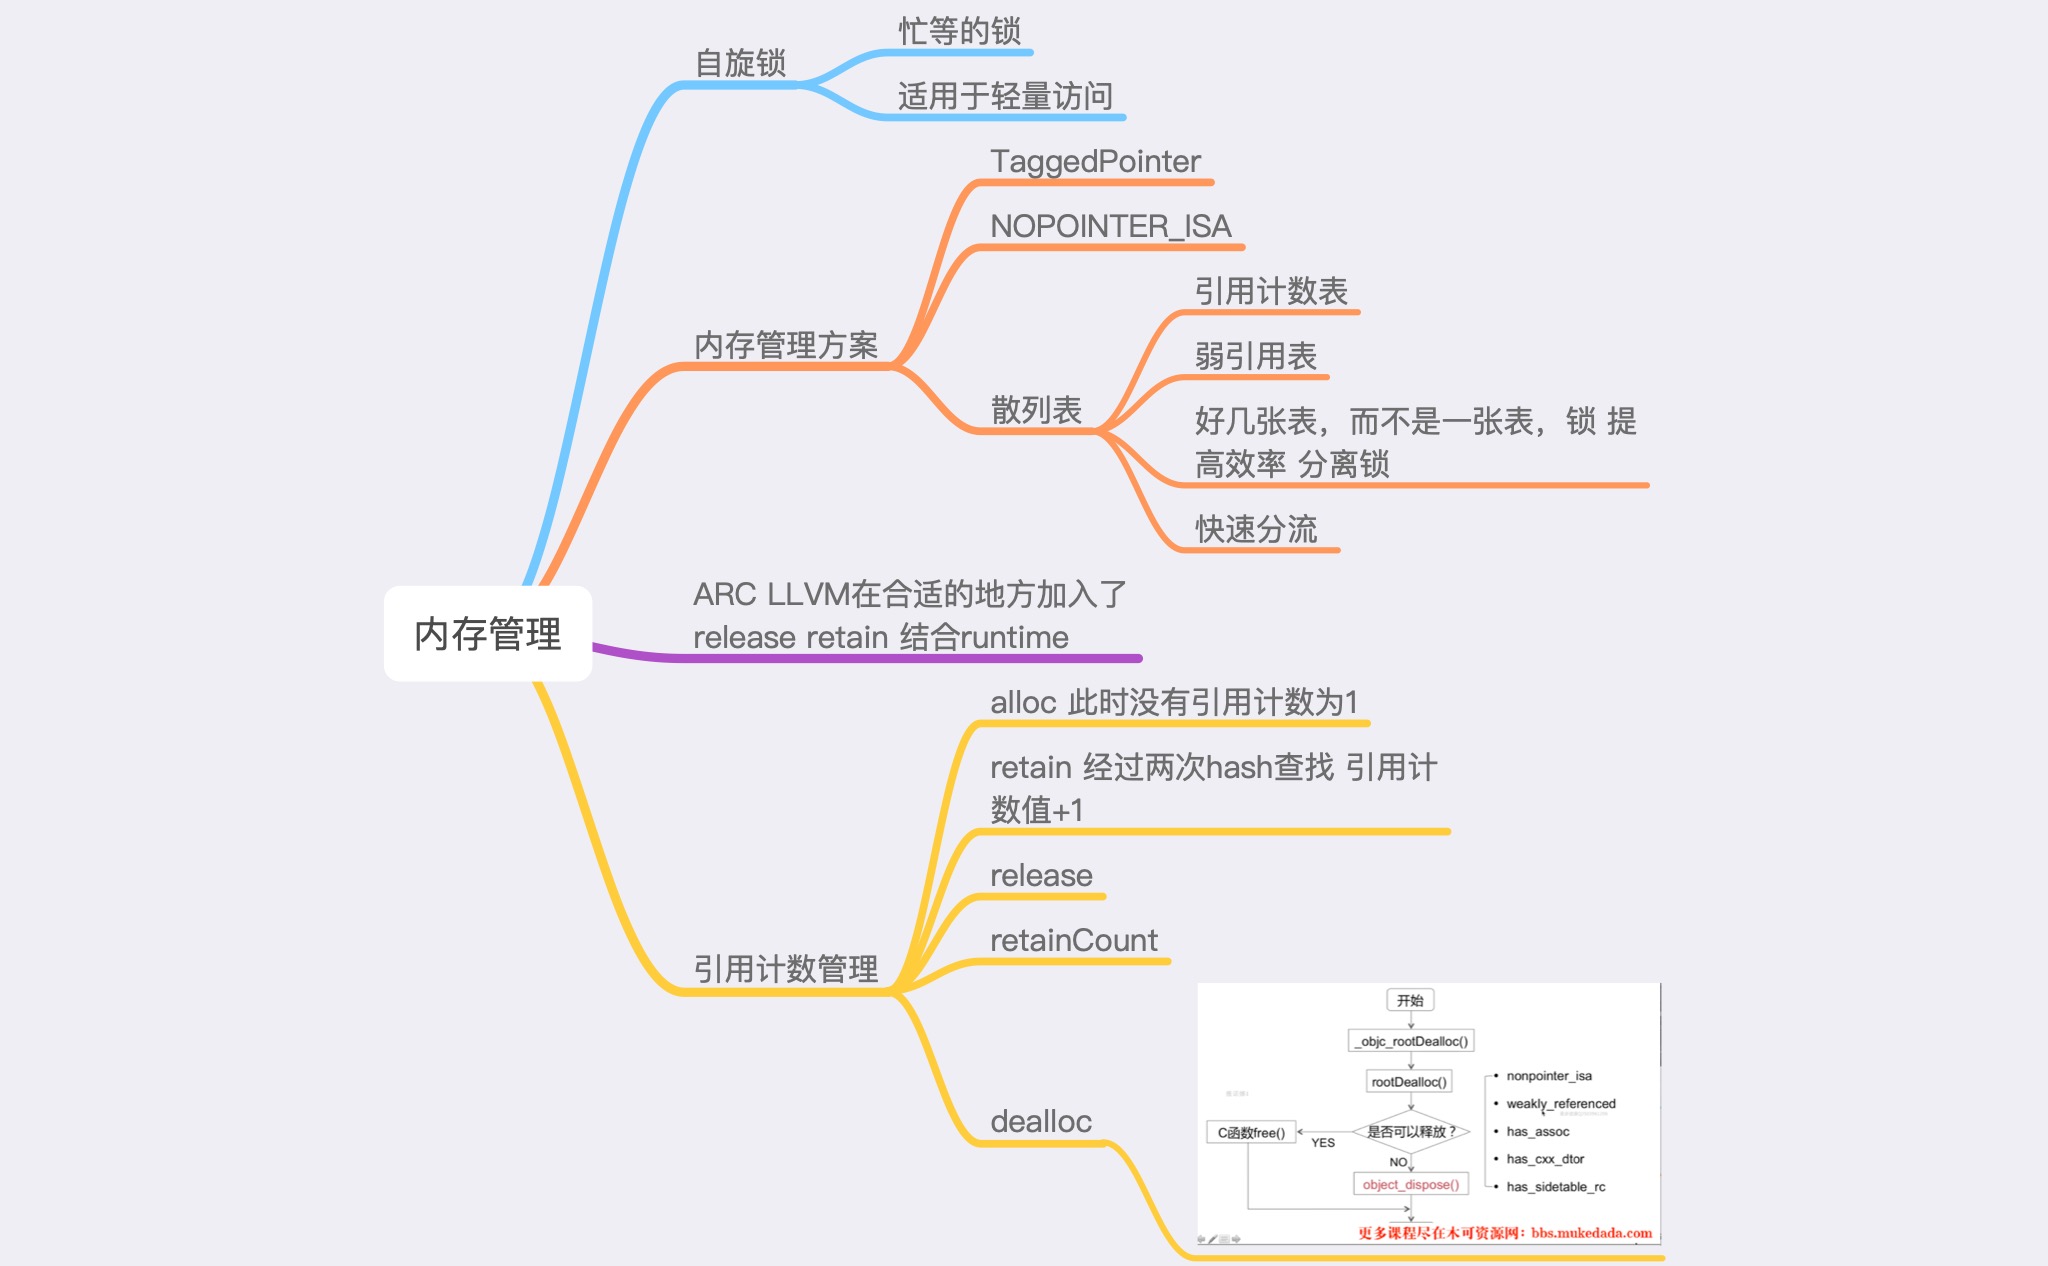 自旋锁
忙等的锁
适用于轻量访问
内存管理方案
TaggedPointer
NOPOINTER_ISA
散列表
引用计数表
弱引用表
好几张表，而不是一张表，锁 提
高效率 分离锁
快速分流
内存管理
ARC LLVM在合适的地方加入了
release retain 结合runtime
引用计数管理
alloc 此时没有引用计数为1
retain 经过两次hash查找 引用计
数值+1
release
retainCount
dealloc
开始
_objc_rootDealloc()
rootDealloc()
是否可以释放？
YES
C函数free()
NO
object_dispose()
• nonpointer_isa
• weakly_referenced
• has_assoc
• has_cxx_dtor
• has_sidetable_rc
更多课程尽在木可资源网：bbs.mukedada.com